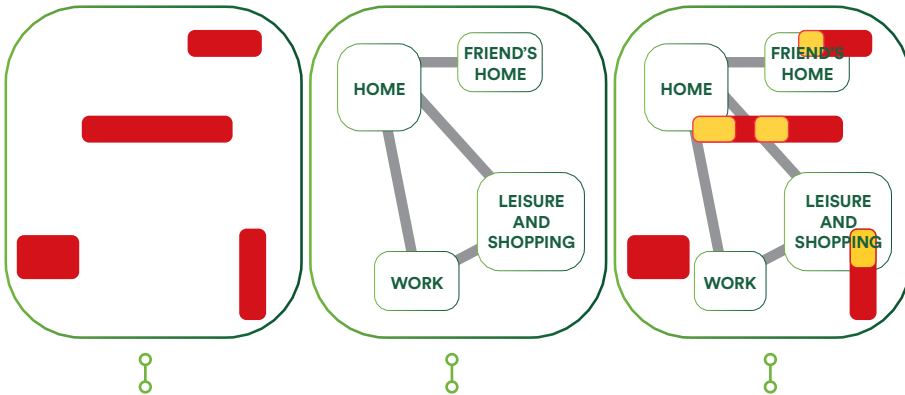 HOME
FRIEND'S
HOME
LEISURE
AND
SHOPPING
WORK
HOME
FRIEND'S
HOME
LEISURE
AND
SHOPPING
WORK